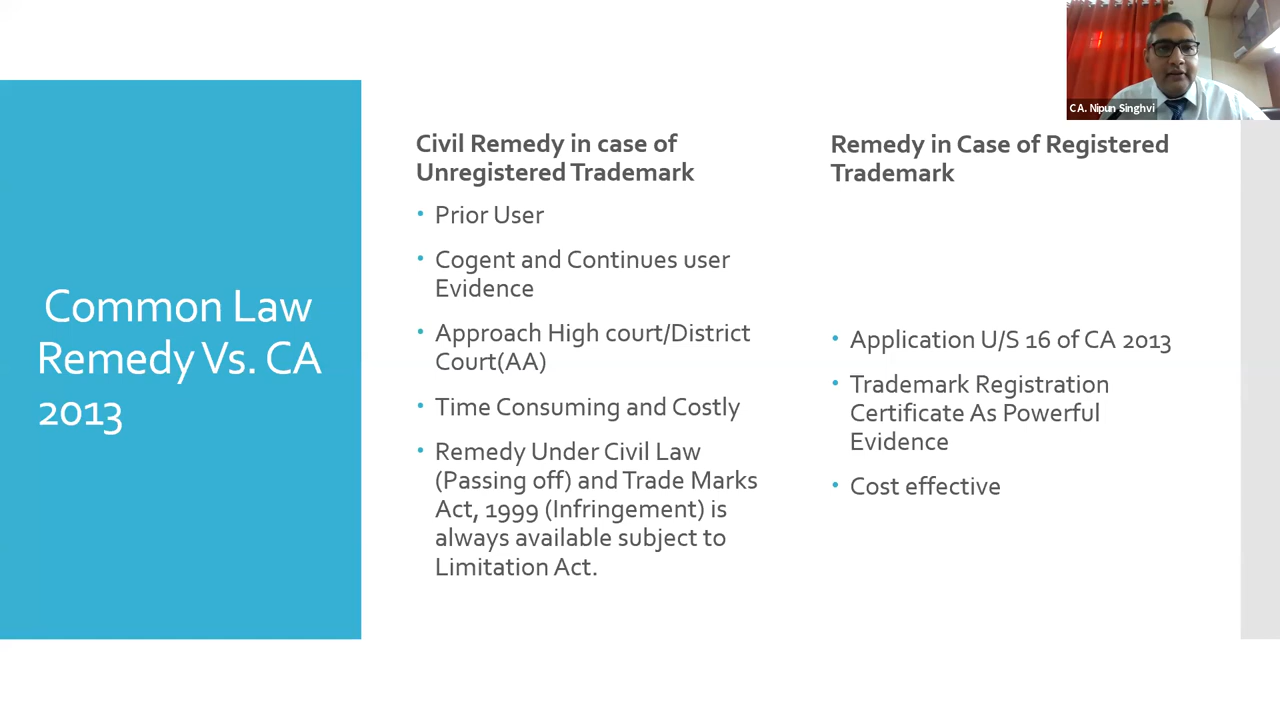 Common Law
Remedy Vs. CA
2013
Civil Remedy in case of
Unregistered Trademark
• Prior User
• Cogent and Continues user
Evidence
• Approach High court/District
Court(AA)
• Time Consuming and Costly
• Remedy Under Civil Law
(Passing off) and Trade Marks
Act, 1999 (Infringement) is
always available subject to
Limitation Act.
Remedy in Case of Registered
Trademark
• Application U/S 16 of CA 2013
• Trademark Registration
Certificate As Powerful
Evidence
• Cost effective
CA. Nipun Singhvi